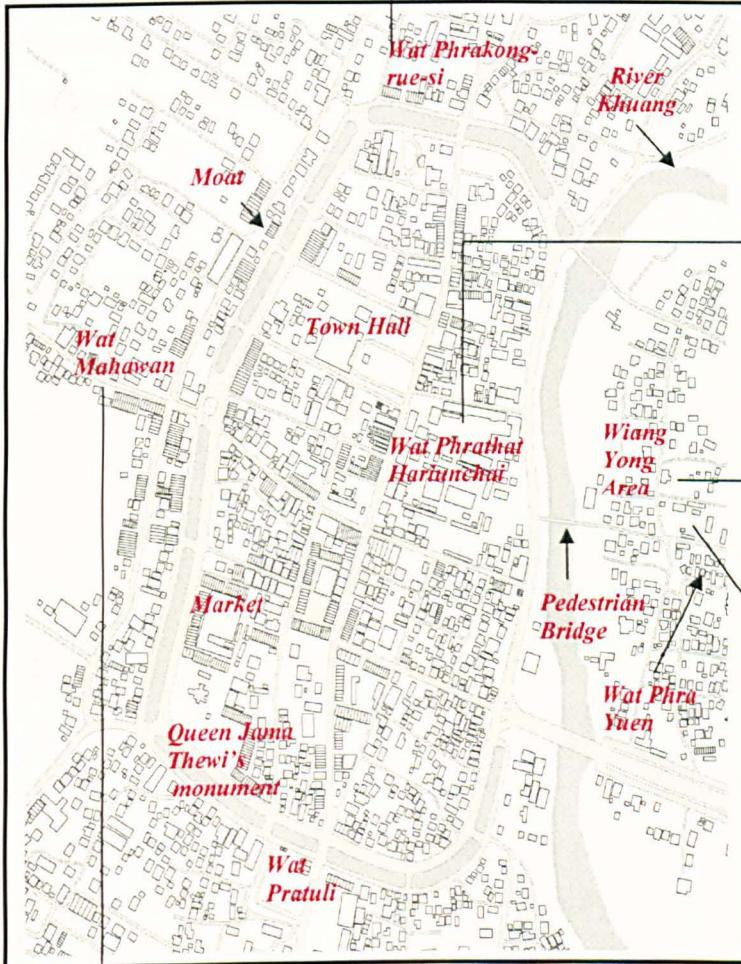 Wat Phrakong-
rue-si
River
Khuang
Moat
Town Hall
Wat
Mahawan
Wat Phrathat
Hariunchai
Wiang
Yong
Area
Market
Pedestrian
Bridge
Wat Phra
Yuen
Queen Jama
Thewi's
monument
Wat
Pratuli